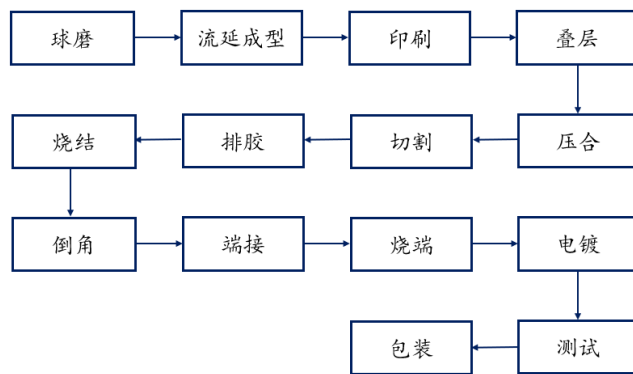 球磨 流延成型 印刷 叠层
烧结 排胶 切割 压合
倒角 端接 烧端 电镀
包装 测试